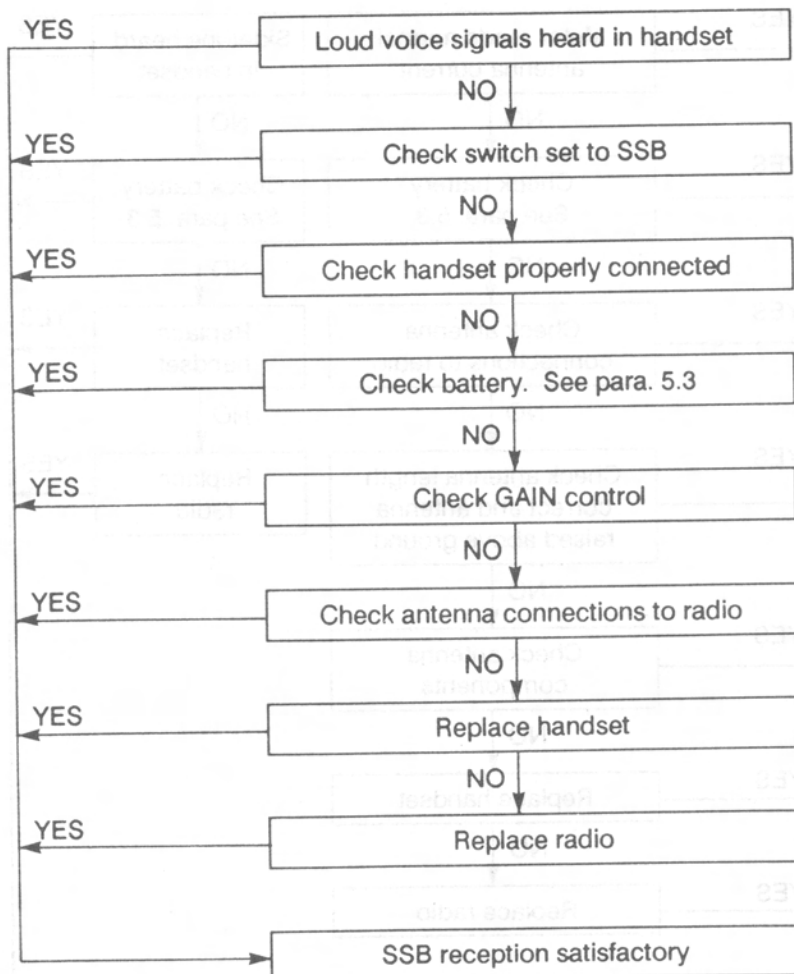 YES
Loud voice signals heard in handset
NO
YES
Check switch set to SSB
NO
YES
Check handset properly connected
NO
YES
Check battery. See para. 5.3
NO
YES
Check GAIN control
NO
YES
Check antenna connections to radio
NO
YES
Replace handset
NO
YES
Replace radio
SSB reception satisfactory